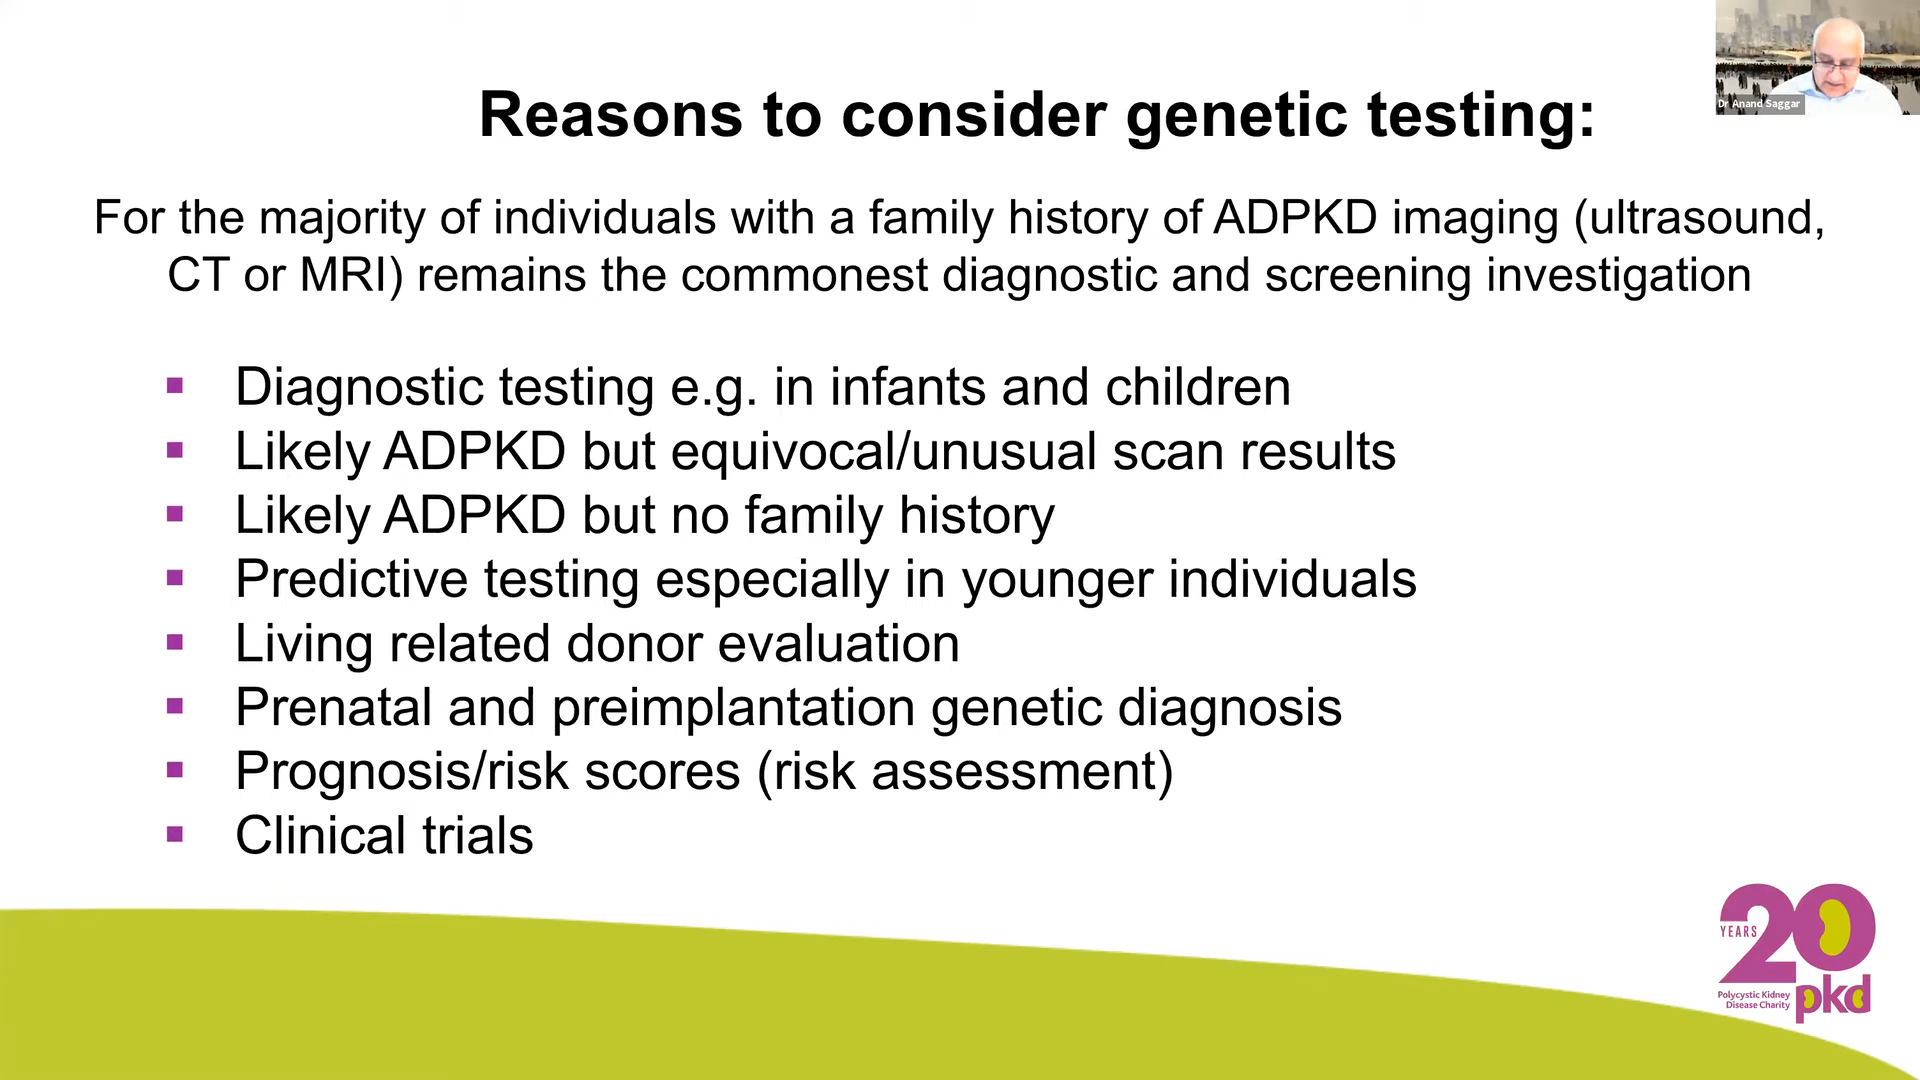 Dr Anand Saggar
Reasons to consider genetic testing:
For the majority of individuals with a family history of ADPKD imaging (ultrasound,
CT or MRI) remains the commonest diagnostic and screening investigation
▪ Diagnostic testing e.g. in infants and children
▪ Likely ADPKD but equivocal/unusual scan results
▪ Likely ADPKD but no family history
▪ Predictive testing especially in younger individuals
▪ Living related donor evaluation
▪ Prenatal and preimplantation genetic diagnosis
▪ Prognosis/risk scores (risk assessment)
▪ Clinical trials
20
YEARS
Polycystic Kidney
Disease Charity
pkd